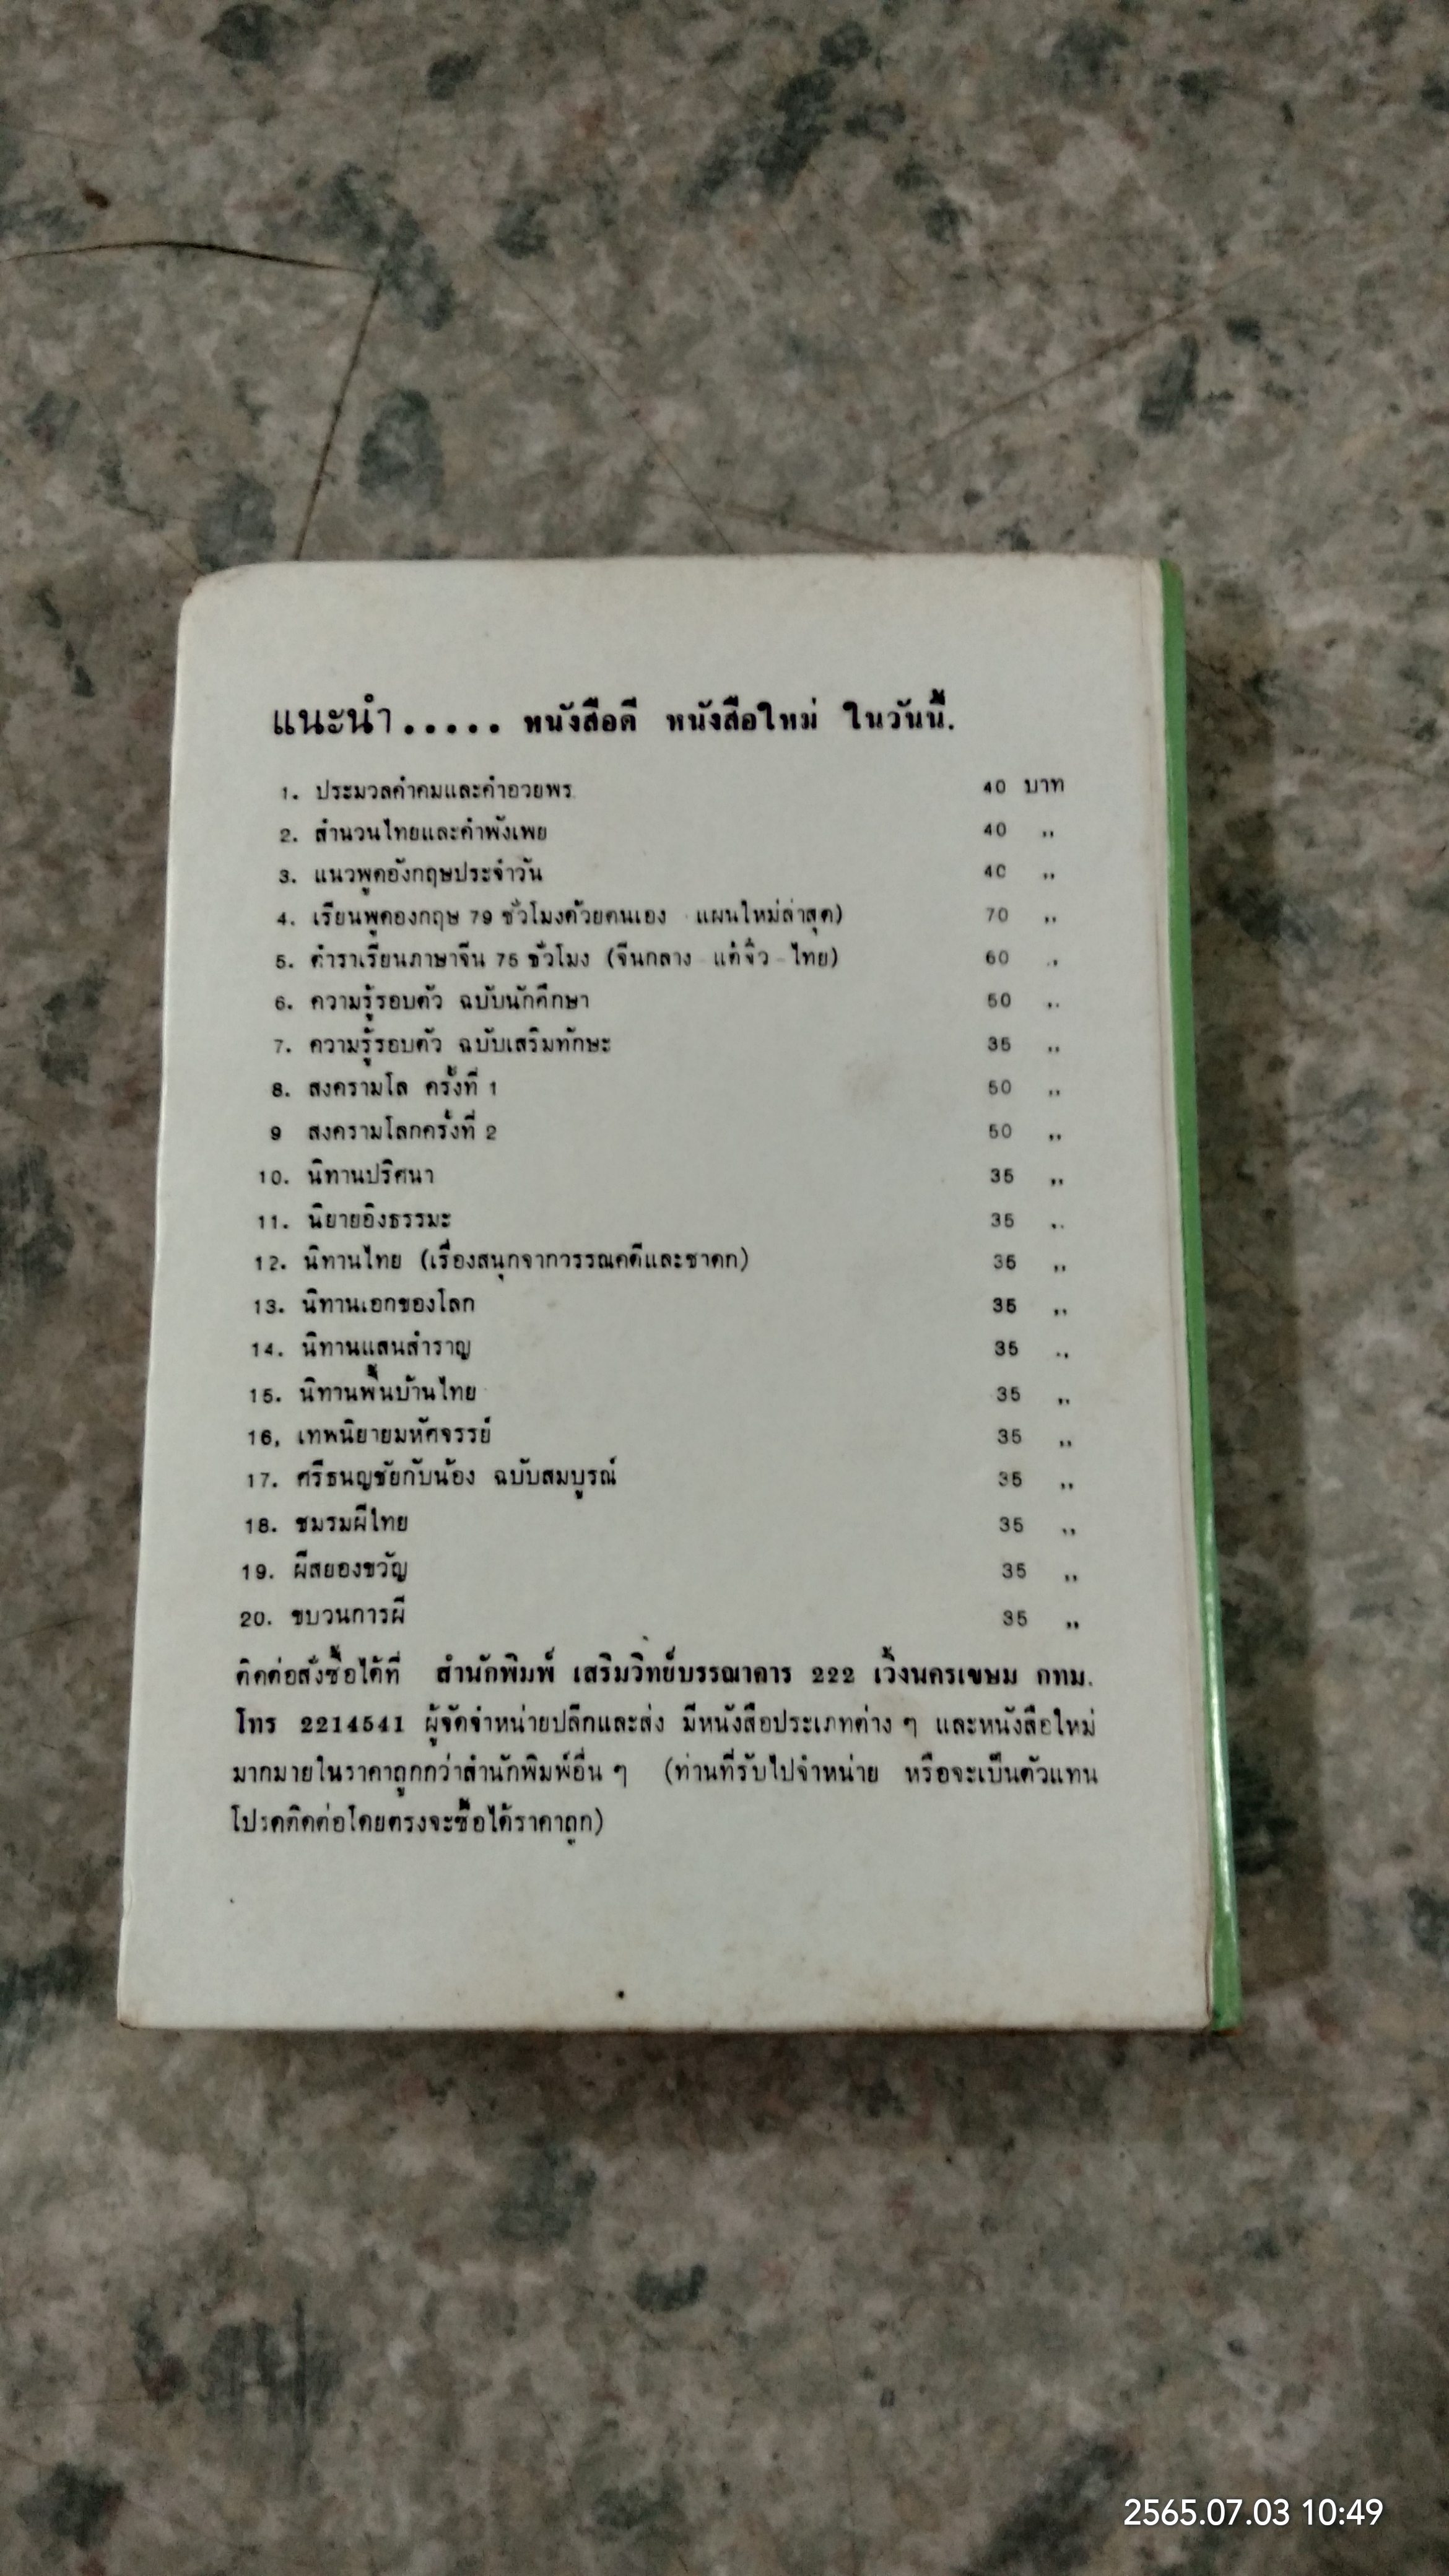 แนะนำ..... หนังสือดี หนังสือใหม่ ในวันนี้.
1. ประมวลคำคมและคำอวยพร 40 บาท
2. สำนวนไทยและคำพังเพย 40 ,,
3. แนวพูดอังกฤษประจำวัน 40 ,,
4. เรียนพูดองกฤษ 79 ชั่วโมงด้วยตนเอง แผนใหม่ล่าสุด) 70 ,,
5. ตำราเรียนภาษาจีน 75 ชั่วโมง (จีนกลาง แต้จิ๋ว - ไทย) 60 ,
6. ความรู้รอบตัว ฉบับนักศึกษา 50 ,,
7. ความรู้รอบตัว ฉบับเสริมทักษะ 35 ,,
8. สงครามโล ครั้งที่ 1 50 ,,
9 สงครามโลกครั้งที่ 2 50 ,,
10. นิทานปริศนา 35 ,,
11. นิยายอิงธรรมะ 35 ,,
12. นิทานไทย (เรื่องสนุกจากวรรณคดีและชาดก) 35 ,,
13. นิทานเอกของโลก 35 ,,
14. นิทานแสนสำราญ 35 ,,
15. นิทานพื้นบ้านไทย 35 ,,
16, เทพนิยายมหัศจรรย์ 35 ,,
17. ศรีธนญชัยกับน้อง ฉบับสมบูรณ์ 35 ,,
18. ชมรมผีไทย 35 ,,
19. ผีสยองขวัญ 35 ,,
20. ขบวนการผี 35 ,,
ติดต่อสั่งซื้อได้ที่ สำนักพิมพ์ เสริมวิทย์บรรณาคาร 222 เวิ้งนครเขษม กทม.
โทร 2214541 ผู้จัดจำหน่ายปลีกและส่ง มีหนังสือประเภทต่าง ๆ และหนังสือใหม่
มากมายในราคาถูกกว่าสำนักพิมพ์อื่น ๆ (ท่านที่รับไปจำหน่าย หรือจะเป็นตัวแทน
โปรดติดต่อโดยตรงจะซื้อได้ราคาถูก)
2565.07.03 10:49